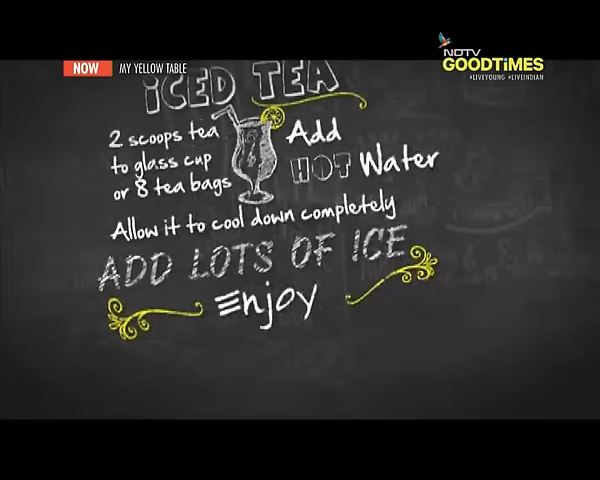 NDTV
GOODTiMES
#LIVEYOUNG #LIVEINDIAN
NOW MY YELLOW TABLE
iCED TEA
2 scoops tea
to glass cup
or 8 tea bags
Add
HOT Water
Allow it to cool down completely
ADD LOTS OF ICE
Enjoy